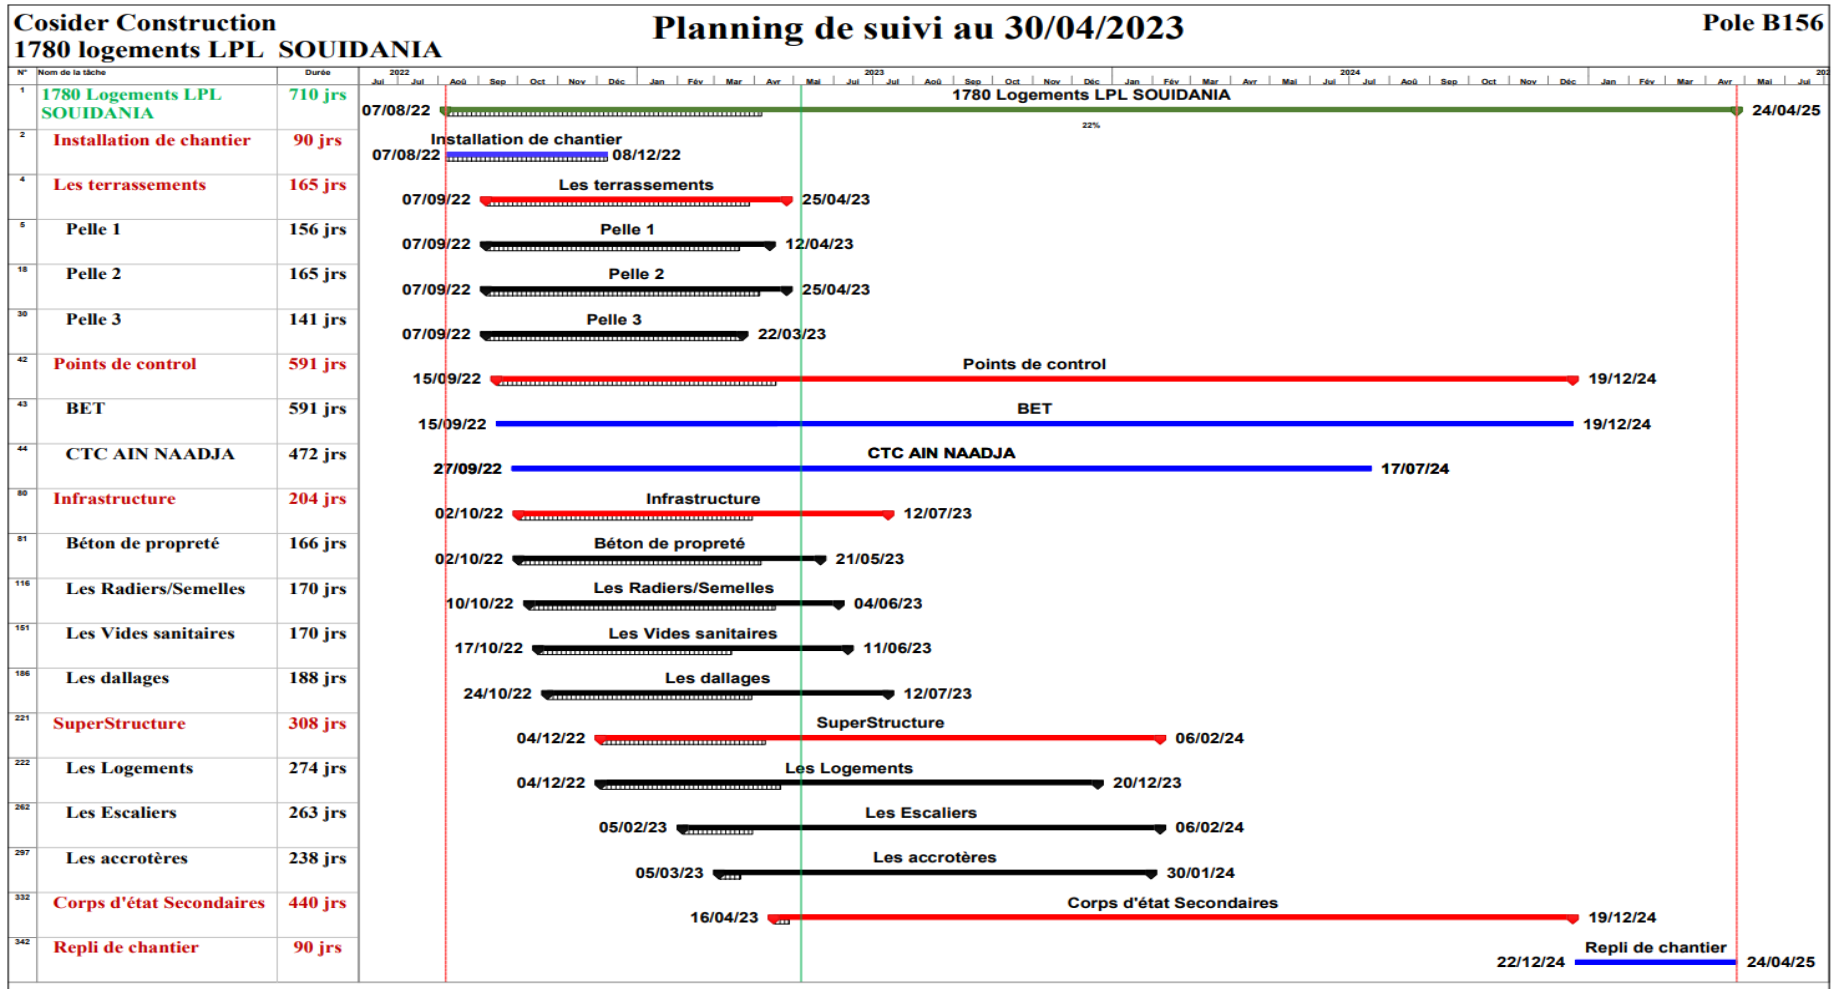 Cosider Construction
1780 logements LPL SOUIDANIA
Planning de suivi au 30/04/2023
Pole B156
N° Nom de la tâche Durée
2022 2023 2024 202
Jui Jul Aoû Sep Oct Nov Déc Jan Fév Mar Avr Mai Jui Jul Aoû Sep Oct Nov Déc Jan Fév Mar Avr Mai Jui Jul Aoû Sep Oct Nov Déc Jan Fév Mar Avr Mai Jui
1 1780 Logements LPL SOUIDANIA 710 jrs
1780 Logements LPL SOUIDANIA
07/08/22 24/04/25
22%
2 Installation de chantier 90 jrs
Installation de chantier
07/08/22 08/12/22
4 Les terrassements 165 jrs Les terrassements
07/09/22 25/04/23
5 Pelle 1 156 jrs Pelle 1
07/09/22 12/04/23
18 Pelle 2 165 jrs Pelle 2
07/09/22 25/04/23
30 Pelle 3 141 jrs Pelle 3
07/09/22 22/03/23
42 Points de control 591 jrs Points de control
15/09/22 19/12/24
43 BET 591 jrs BET
15/09/22 19/12/24
44 CTC AIN NAADJA 472 jrs CTC AIN NAADJA
27/09/22 17/07/24
80 Infrastructure 204 jrs Infrastructure
02/10/22 12/07/23
81 Béton de propreté 166 jrs Béton de propreté
02/10/22 21/05/23
116 Les Radiers/Semelles 170 jrs Les Radiers/Semelles
10/10/22 04/06/23
151 Les Vides sanitaires 170 jrs Les Vides sanitaires
17/10/22 11/06/23
186 Les dallages 188 jrs Les dallages
24/10/22 12/07/23
221 SuperStructure 308 jrs SuperStructure
04/12/22 06/02/24
222 Les Logements 274 jrs Les Logements
04/12/22 20/12/23
262 Les Escaliers 263 jrs Les Escaliers
05/02/23 06/02/24
297 Les accrotères 238 jrs Les accrotères
05/03/23 30/01/24
332 Corps d'état Secondaires 440 jrs Corps d'état Secondaires
16/04/23 19/12/24
342 Repli de chantier 90 jrs Repli de chantier
22/12/24 24/04/25